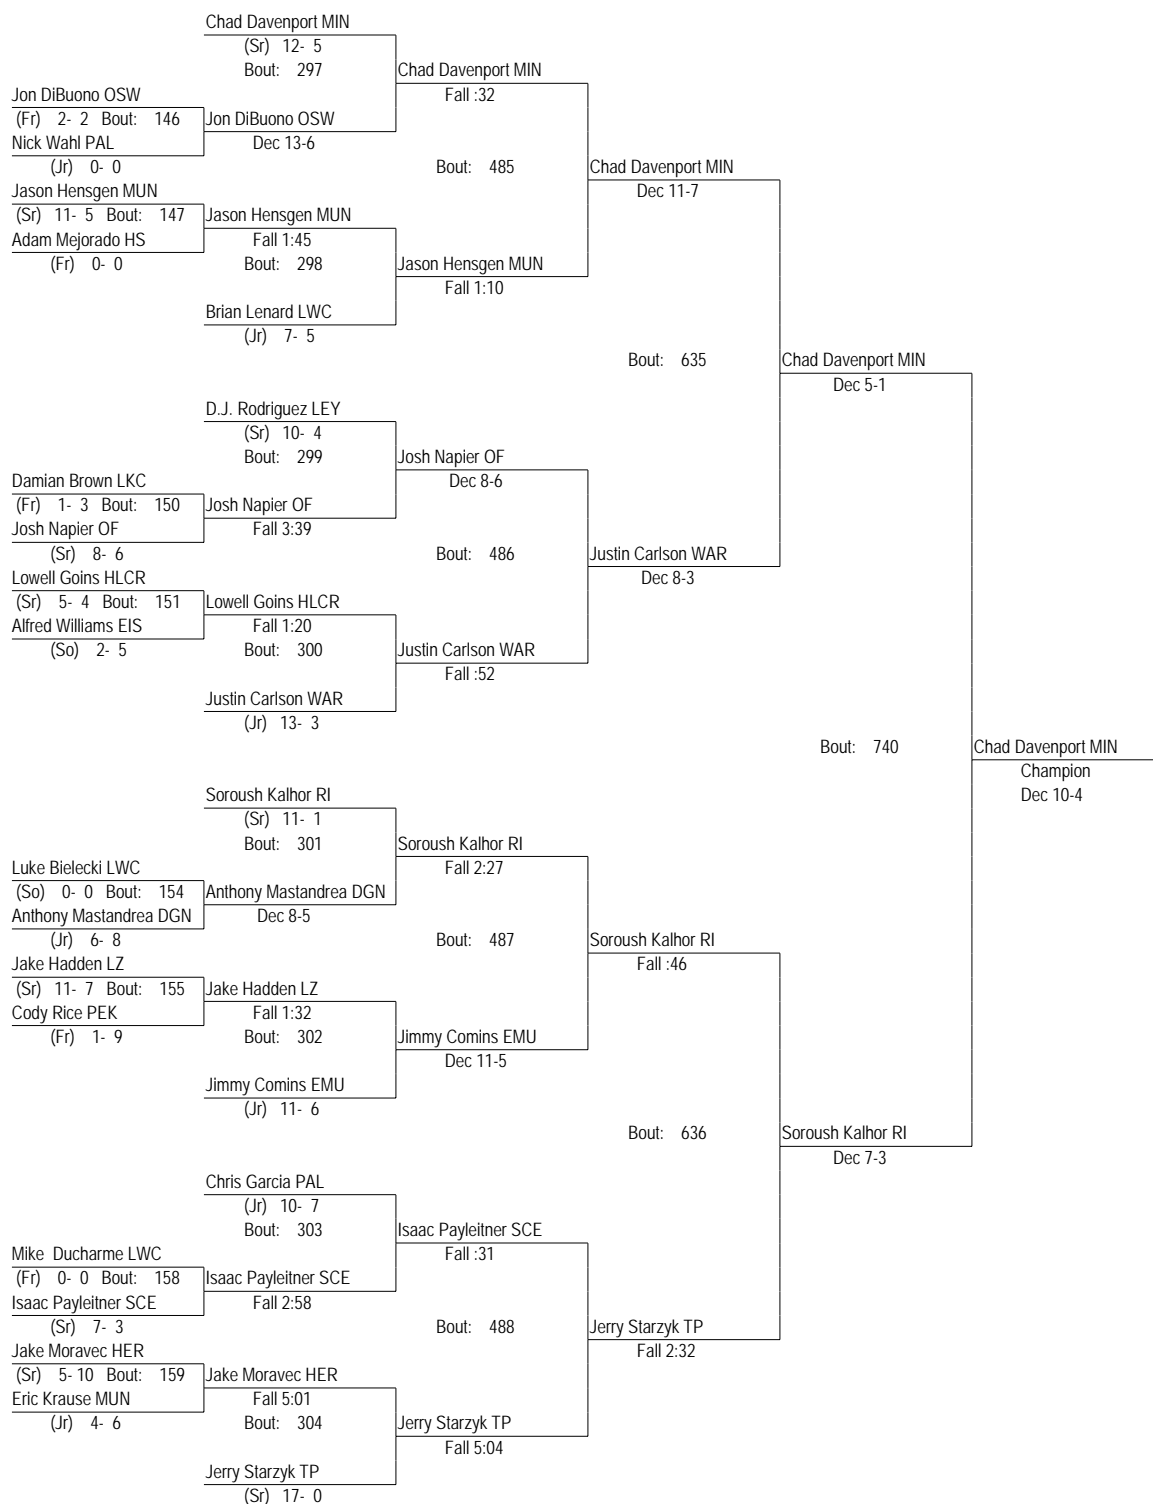 Chad Davenport MIN
(Sr) 12- 5
Bout: 297
Chad Davenport MIN
Fall :32
Jon DiBuono OSW
(Fr) 2- 2 Bout: 146
Jon DiBuono OSW
Dec 13-6
Nick Wahl PAL
(Jr) 0- 0
Bout: 485
Chad Davenport MIN
Dec 11-7
Jason Hensgen MUN
(Sr) 11- 5 Bout: 147
Jason Hensgen MUN
Fall 1:45
Adam Mejorado HS
(Fr) 0- 0
Bout: 298
Jason Hensgen MUN
Fall 1:10
Brian Lenard LWC
(Jr) 7- 5
Bout: 635
Chad Davenport MIN
Dec 5-1
D.J. Rodriguez LEY
(Sr) 10- 4
Bout: 299
Josh Napier OF
Dec 8-6
Damian Brown LKC
(Fr) 1- 3 Bout: 150
Josh Napier OF
Fall 3:39
Josh Napier OF
(Sr) 8- 6
Bout: 486
Justin Carlson WAR
Dec 8-3
Lowell Goins HLCR
(Sr) 5- 4 Bout: 151
Lowell Goins HLCR
Fall 1:20
Alfred Williams EIS
(So) 2- 5
Bout: 300
Justin Carlson WAR
Fall :52
Justin Carlson WAR
(Jr) 13- 3
Bout: 740
Chad Davenport MIN
Champion
Dec 10-4
Soroush Kalhor RI
(Sr) 11- 1
Bout: 301
Soroush Kalhor RI
Fall 2:27
Luke Bielecki LWC
(So) 0- 0 Bout: 154
Anthony Mastandrea DGN
Dec 8-5
Anthony Mastandrea DGN
(Jr) 6- 8
Bout: 487
Soroush Kalhor RI
Fall :46
Jake Hadden LZ
(Sr) 11- 7 Bout: 155
Jake Hadden LZ
Fall 1:32
Cody Rice PEK
(Fr) 1- 9
Bout: 302
Jimmy Comins EMU
Dec 11-5
Jimmy Comins EMU
(Jr) 11- 6
Bout: 636
Soroush Kalhor RI
Dec 7-3
Chris Garcia PAL
(Jr) 10- 7
Bout: 303
Isaac Payleitner SCE
Fall :31
Mike Ducharme LWC
(Fr) 0- 0 Bout: 158
Isaac Payleitner SCE
Fall 2:58
Isaac Payleitner SCE
(Sr) 7- 3
Bout: 488
Jerry Starzyk TP
Fall 2:32
Jake Moravec HER
(Sr) 5- 10 Bout: 159
Jake Moravec HER
Fall 5:01
Eric Krause MUN
(Jr) 4- 6
Bout: 304
Jerry Starzyk TP
Fall 5:04
Jerry Starzyk TP
(Sr) 17- 0